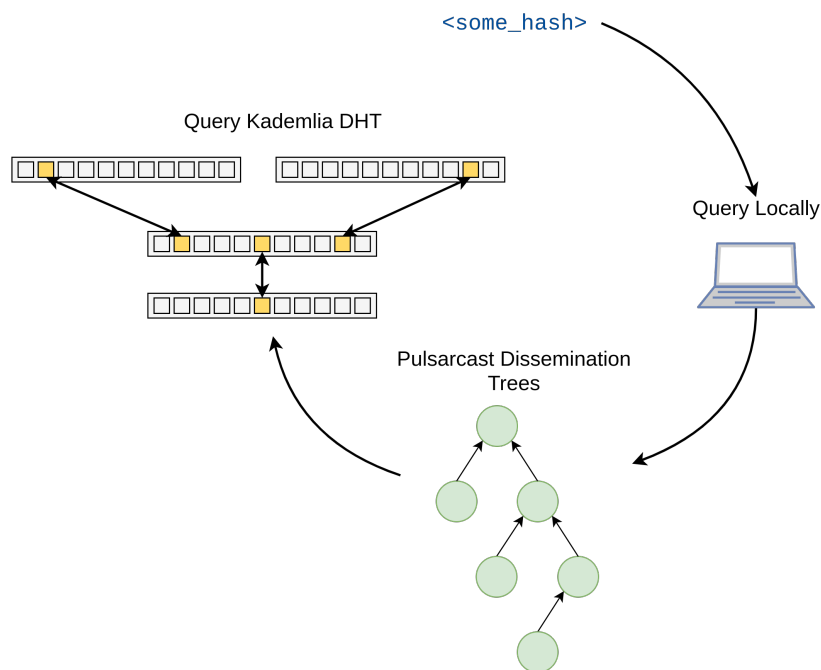 <some_hash>
Query Kademlia DHT
Query Locally
Pulsarcast Dissemination
Trees